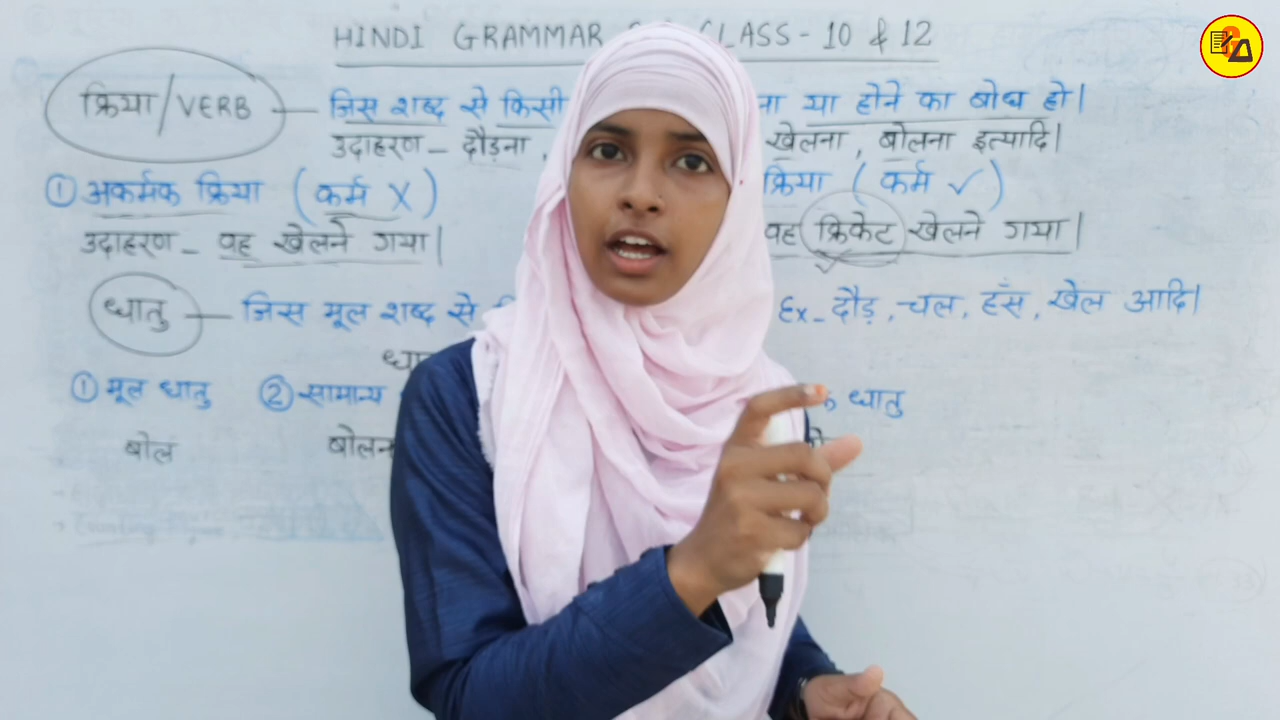 HINDI GRAMMAR CLASS - 10 & 12
क्रिया / VERB — जिस शब्द से किसी ना या होने का बोध हो।
उदाहरण – दौड़ना, खेलना, बोलना इत्यादि।
① अकर्मक क्रिया (कर्म X) क्रिया (कर्म ✓)
उदाहरण – वह खेलने गया। वह क्रिकेट खेलने गया।
धातु — जिस मूल शब्द से Ex- दौड़, चल, हँस, खेल आदि।
① मूल धातु ② सामान्य धातु
बोल